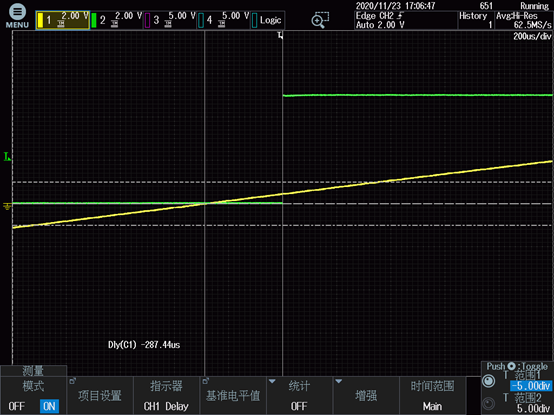 MENU
1 2.00 V
2 2.00 V
3 5.00 V
4 5.00 V
Logic
2020/11/23 17:06:47
Edge CH2
Auto 2.00 V
651
History
1
Running
Avg:Hi-Res
62.5MS/s
200us/div
T
Dly(C1) -287.44us
测量
模式
OFF ON
项目设置
指示器
CH1 Delay
基准电平值
统计
OFF
增强
时间范围
Main
Push :Toggle
T 范围1
-5.00div
T 范围2
5.00div